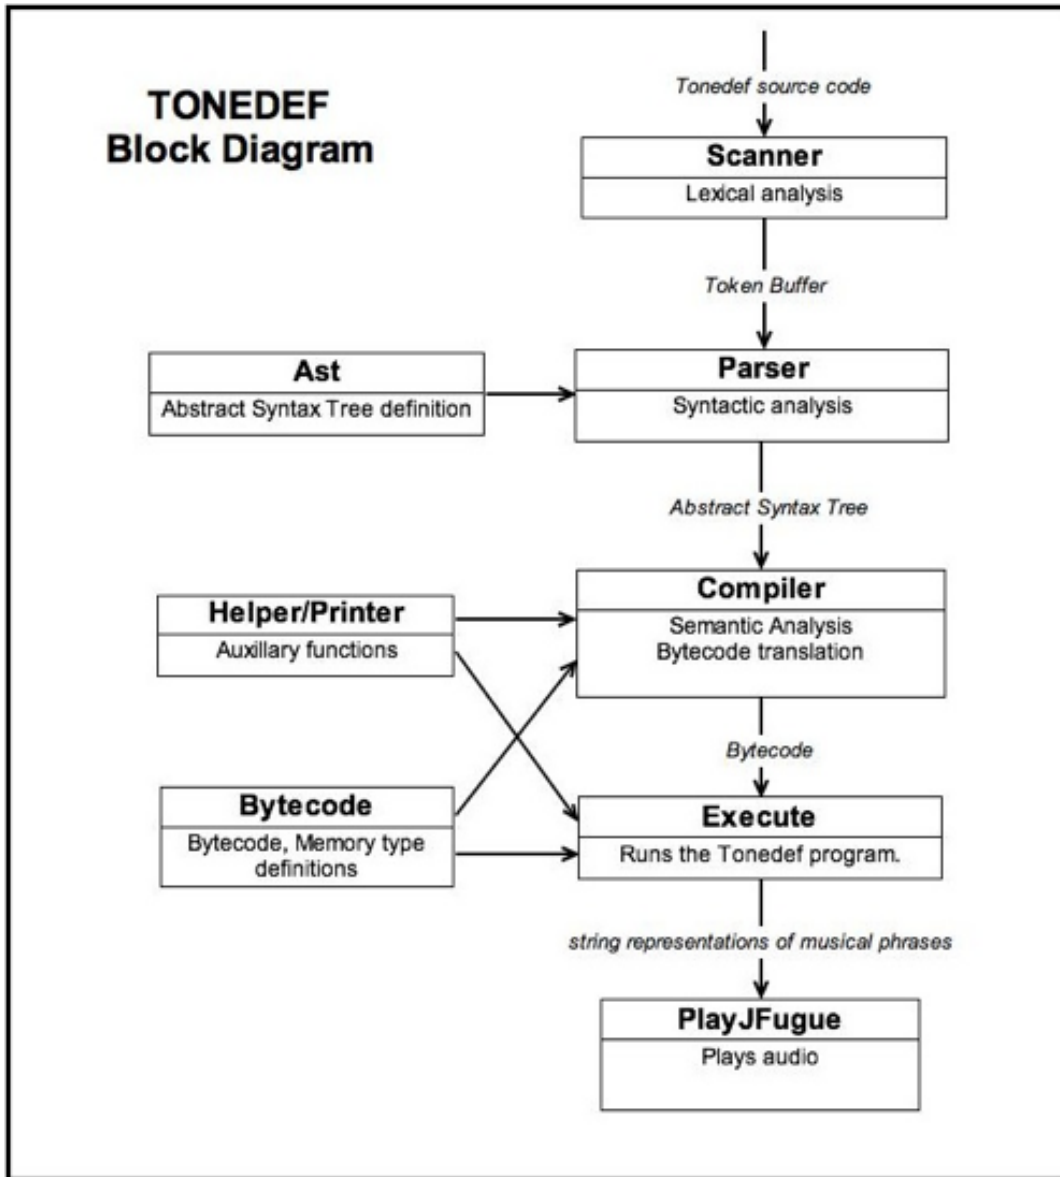 TONEDEF
Block Diagram
Tonedef source code
Scanner
Lexical analysis
Token Buffer
Ast
Abstract Syntax Tree definition
Parser
Syntactic analysis
Abstract Syntax Tree
Helper/Printer
Auxillary functions
Compiler
Semantic Analysis
Bytecode translation
Bytecode
Bytecode
Bytecode, Memory type
definitions
Execute
Runs the Tonedef program.
string representations of musical phrases
PlayJFugue
Plays audio